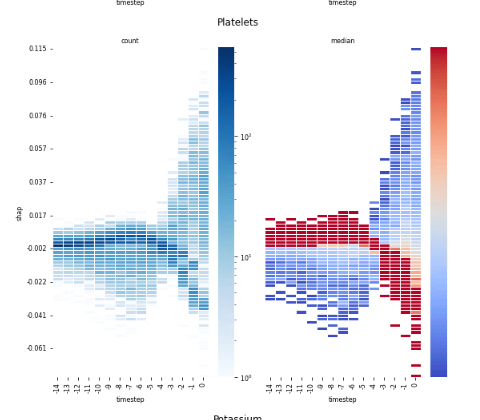 timestep timestep
Platelets
count median
0.115
0.096
0.076
0.057
0.037
0.017
-0.002
-0.022
-0.041
-0.061
shap
10²
10¹
10⁰
-14 -13 -12 -11 -10 -9 -8 -7 -6 -5 -4 -3 -2 -1 0 -14 -13 -12 -11 -10 -9 -8 -7 -6 -5 -4 -3 -2 -1 0
timestep timestep
Potassium